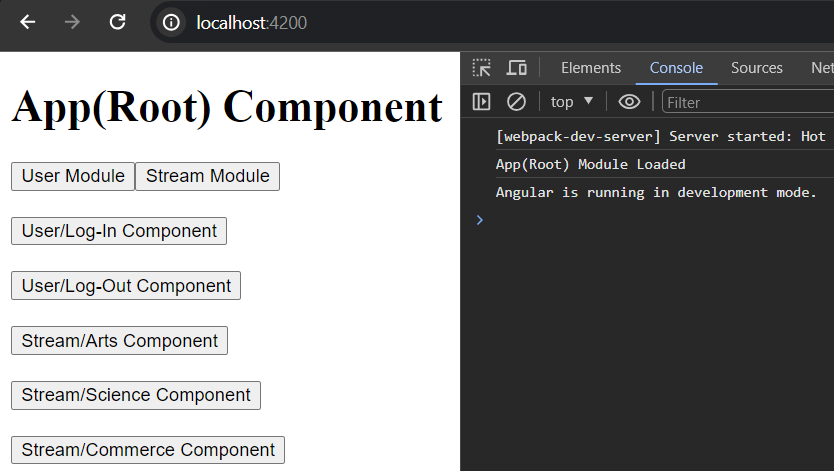 localhost:4200
App(Root) Component
User Module Stream Module
User/Log-In Component
User/Log-Out Component
Stream/Arts Component
Stream/Science Component
Stream/Commerce Component
Elements Console Sources Net
top Filter
[webpack-dev-server] Server started: Hot
App(Root) Module Loaded
Angular is running in development mode.